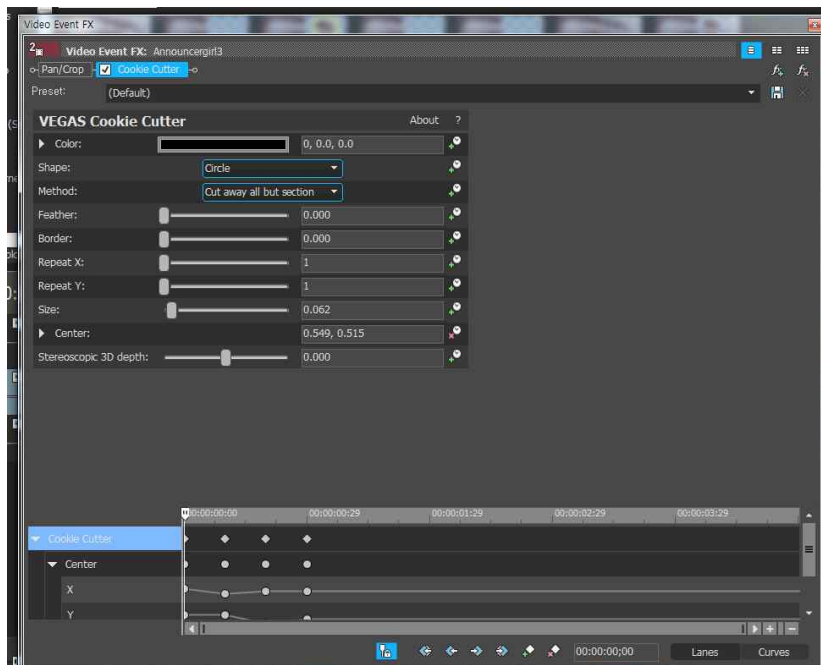 Video Event FX
Video Event FX: Announcergirl3
Pan/Crop Cookie Cutter
Preset: (Default)
VEGAS Cookie Cutter About ?
Color: 0, 0.0, 0.0
Shape: Circle
Method: Cut away all but section
Feather: 0.000
Border: 0.000
Repeat X: 1
Repeat Y: 1
Size: 0.062
Center: 0.549, 0.515
Stereoscopic 3D depth: 0.000
00:00:00:00 00:00:00:29 00:00:01:29 00:00:02:29 00:00:03:29
Cookie Cutter
Center
X
Y
00:00:00;00 Lanes Curves